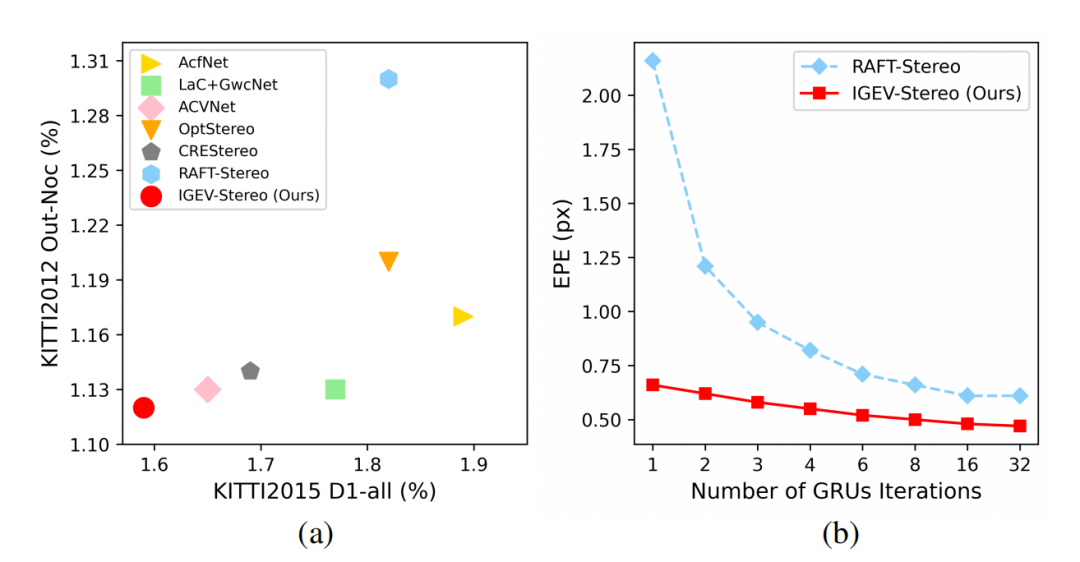 KITTI2012 Out-Noc (%)
1.31
1.28
1.25
1.22
1.19
1.16
1.13
1.10
AcfNet
LaC+GwcNet
ACVNet
OptStereo
CREStereo
RAFT-Stereo
IGEV-Stereo (Ours)
1.6 1.7 1.8 1.9
KITTI2015 D1-all (%)
(a)
EPE (px)
2.00
1.75
1.50
1.25
1.00
0.75
0.50
RAFT-Stereo
IGEV-Stereo (Ours)
1 2 3 4 6 8 16 32
Number of GRUs Iterations
(b)